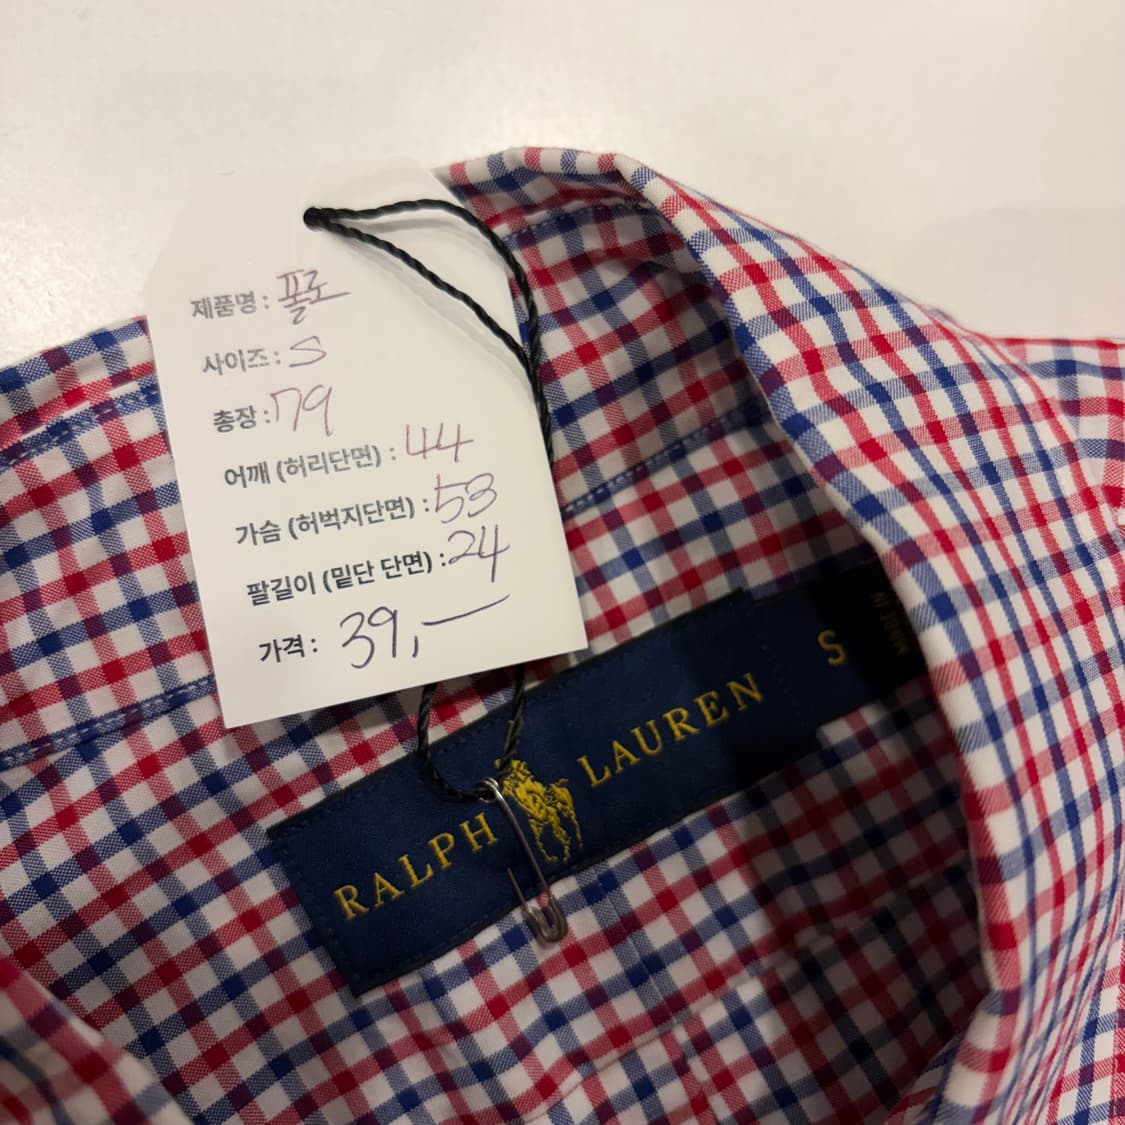 제품명 : 폴로
사이즈 : S
총장 : 79
어깨 (허리단면) : 44
가슴 (허벅지단면) : 53
팔길이 (밑단 단면) : 24
가격 : 39,—
RALPH LAUREN
S